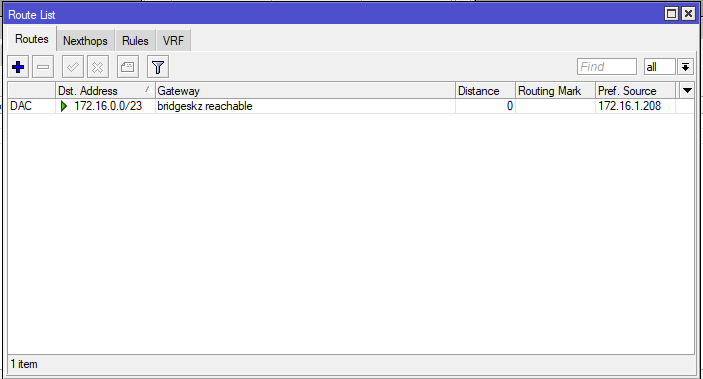 Route List
Routes Nexthops Rules VRF
Find all
Dst. Address Gateway Distance Routing Mark Pref. Source
DAC 172.16.0.0/23 bridgeskz reachable 0 172.16.1.208
1 item